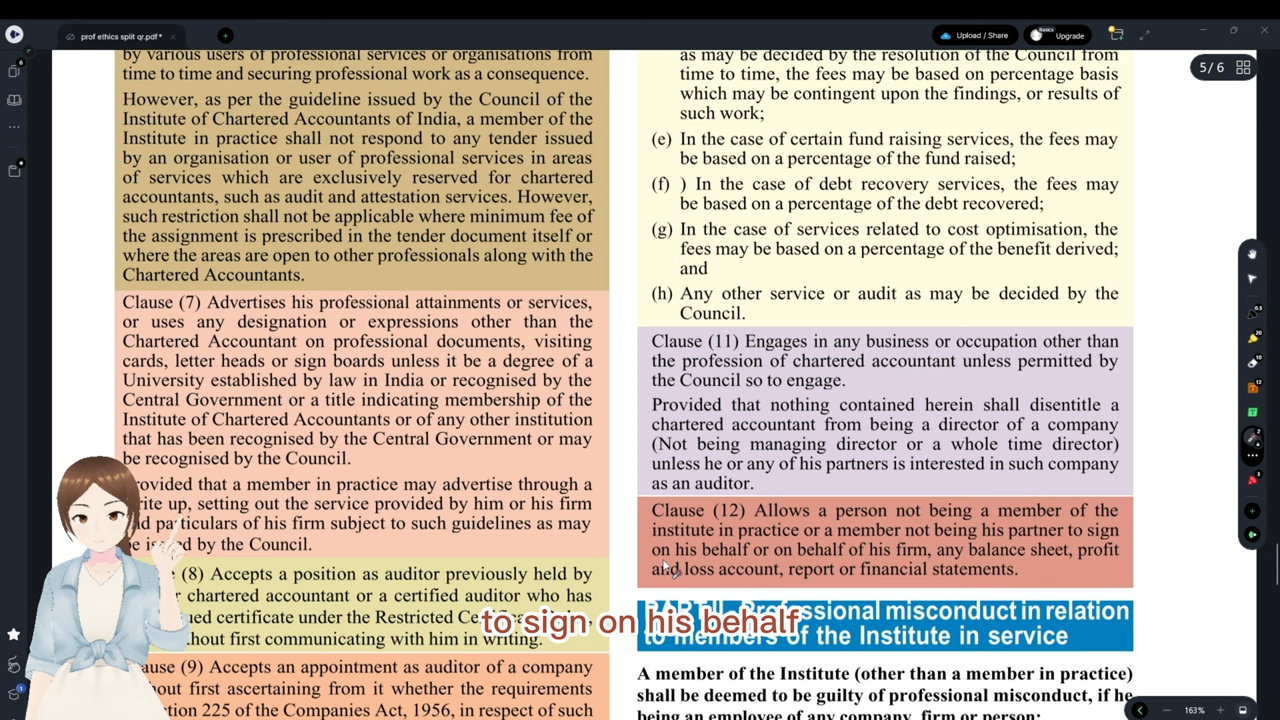 prof ethics split qr.pdf*
Upload / Share
Basics
Upgrade
5/6
by various users of professional services or organisations from
time to time and securing professional work as a consequence.
However, as per the guideline issued by the Council of the
Institute of Chartered Accountants of India, a member of the
Institute in practice shall not respond to any tender issued
by an organisation or user of professional services in areas
of services which are exclusively reserved for chartered
accountants, such as audit and attestation services. However,
such restriction shall not be applicable where minimum fee of
the assignment is prescribed in the tender document itself or
where the areas are open to other professionals along with the
Chartered Accountants.
Clause (7) Advertises his professional attainments or services,
or uses any designation or expressions other than the
Chartered Accountant on professional documents, visiting
cards, letter heads or sign boards unless it be a degree of a
University established by law in India or recognised by the
Central Government or a title indicating membership of the
Institute of Chartered Accountants or of any other institution
that has been recognised by the Central Government or may
be recognised by the Council.
rovided that a member in practice may advertise through a
rite up, setting out the service provided by him or his firm
particulars of his firm subject to such guidelines as may
be by the Council.
(8) Accepts a position as auditor previously held by
chartered accountant or a certified auditor who has
certificate under the Restricted
without first communicating with him in writing.
ause (9) Accepts an appointment as auditor of a company
out first ascertaining from it whether the requirements
tion 225 of the Companies Act, 1956, in respect of such
as may be decided by the resolution of the Council from
time to time, the fees may be based on percentage basis
which may be contingent upon the findings, or results of
such work;
(e) In the case of certain fund raising services, the fees may
be based on a percentage of the fund raised;
(f) ) In the case of debt recovery services, the fees may
be based on a percentage of the debt recovered;
(g) In the case of services related to cost optimisation, the
fees may be based on a percentage of the benefit derived;
and
(h) Any other service or audit as may be decided by the
Council.
Clause (11) Engages in any business or occupation other than
the profession of chartered accountant unless permitted by
the Council so to engage.
Provided that nothing contained herein shall disentitle a
chartered accountant from being a director of a company
(Not being managing director or a whole time director)
unless he or any of his partners is interested in such company
as an auditor.
Clause (12) Allows a person not being a member of the
institute in practice or a member not being his partner to sign
on his behalf or on behalf of his firm, any balance sheet, profit
and loss account, report or financial statements.
PART II: Professional misconduct in relation
to members of the Institute in service
A member of the Institute (other than a member in practice)
shall be deemed to be guilty of professional misconduct, if he
being an employee of any company, firm or person:
to sign on his behalf
163%